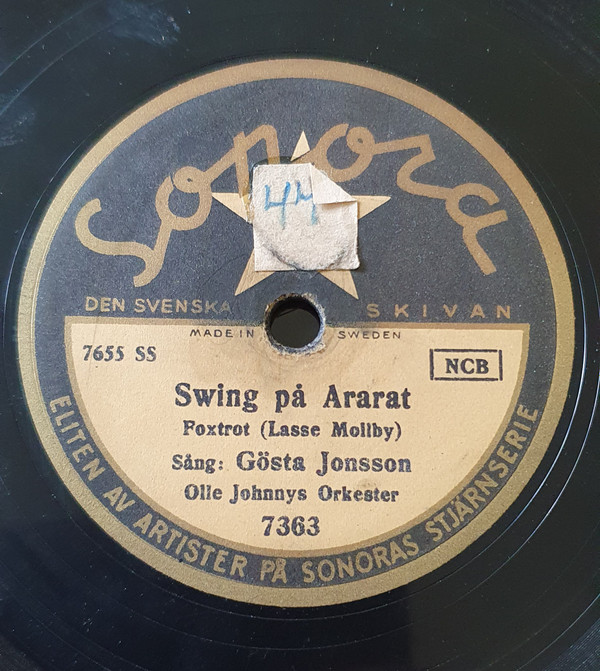 Sonora
44
DEN SVENSKA SKIVAN
MADE IN SWEDEN
7655 SS
NCB
Swing på Ararat
Foxtrot (Lasse Mollby)
Sång: Gösta Jonsson
Olle Johnnys Orkester
7363
ELITEN AV ARTISTER PÅ SONORAS STJÄRNSERIE